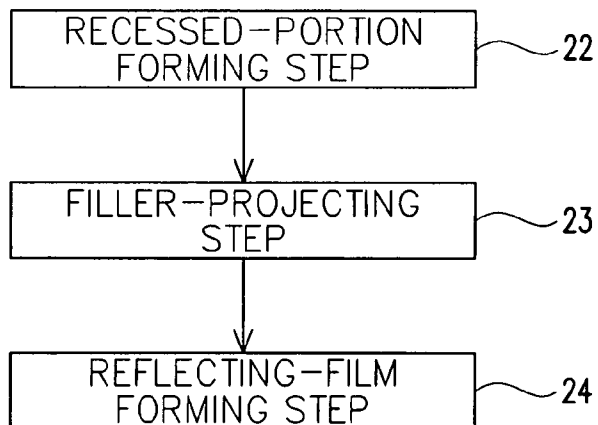 RECESSED-PORTION
FORMING STEP
22
FILLER-PROJECTING
STEP
23
REFLECTING-FILM
FORMING STEP
24